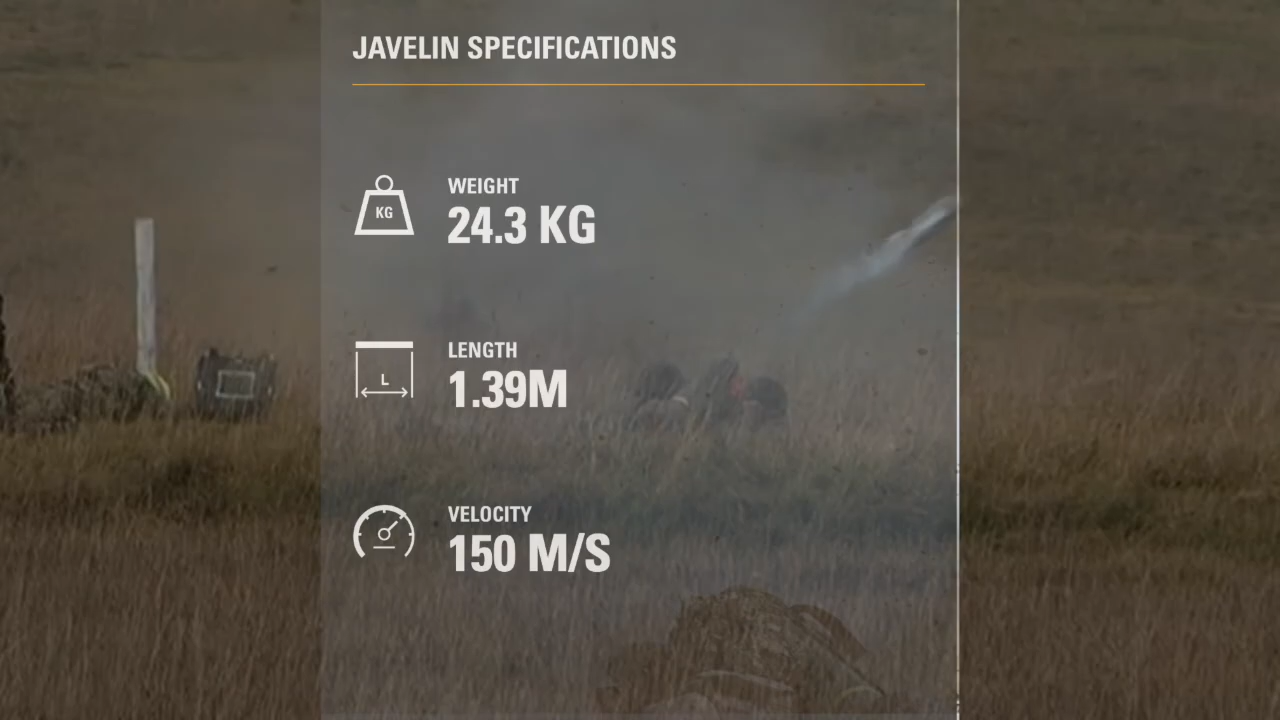 JAVELIN SPECIFICATIONS
KG
WEIGHT
24.3 KG
LENGTH
L
1.39M
VELOCITY
150 M/S